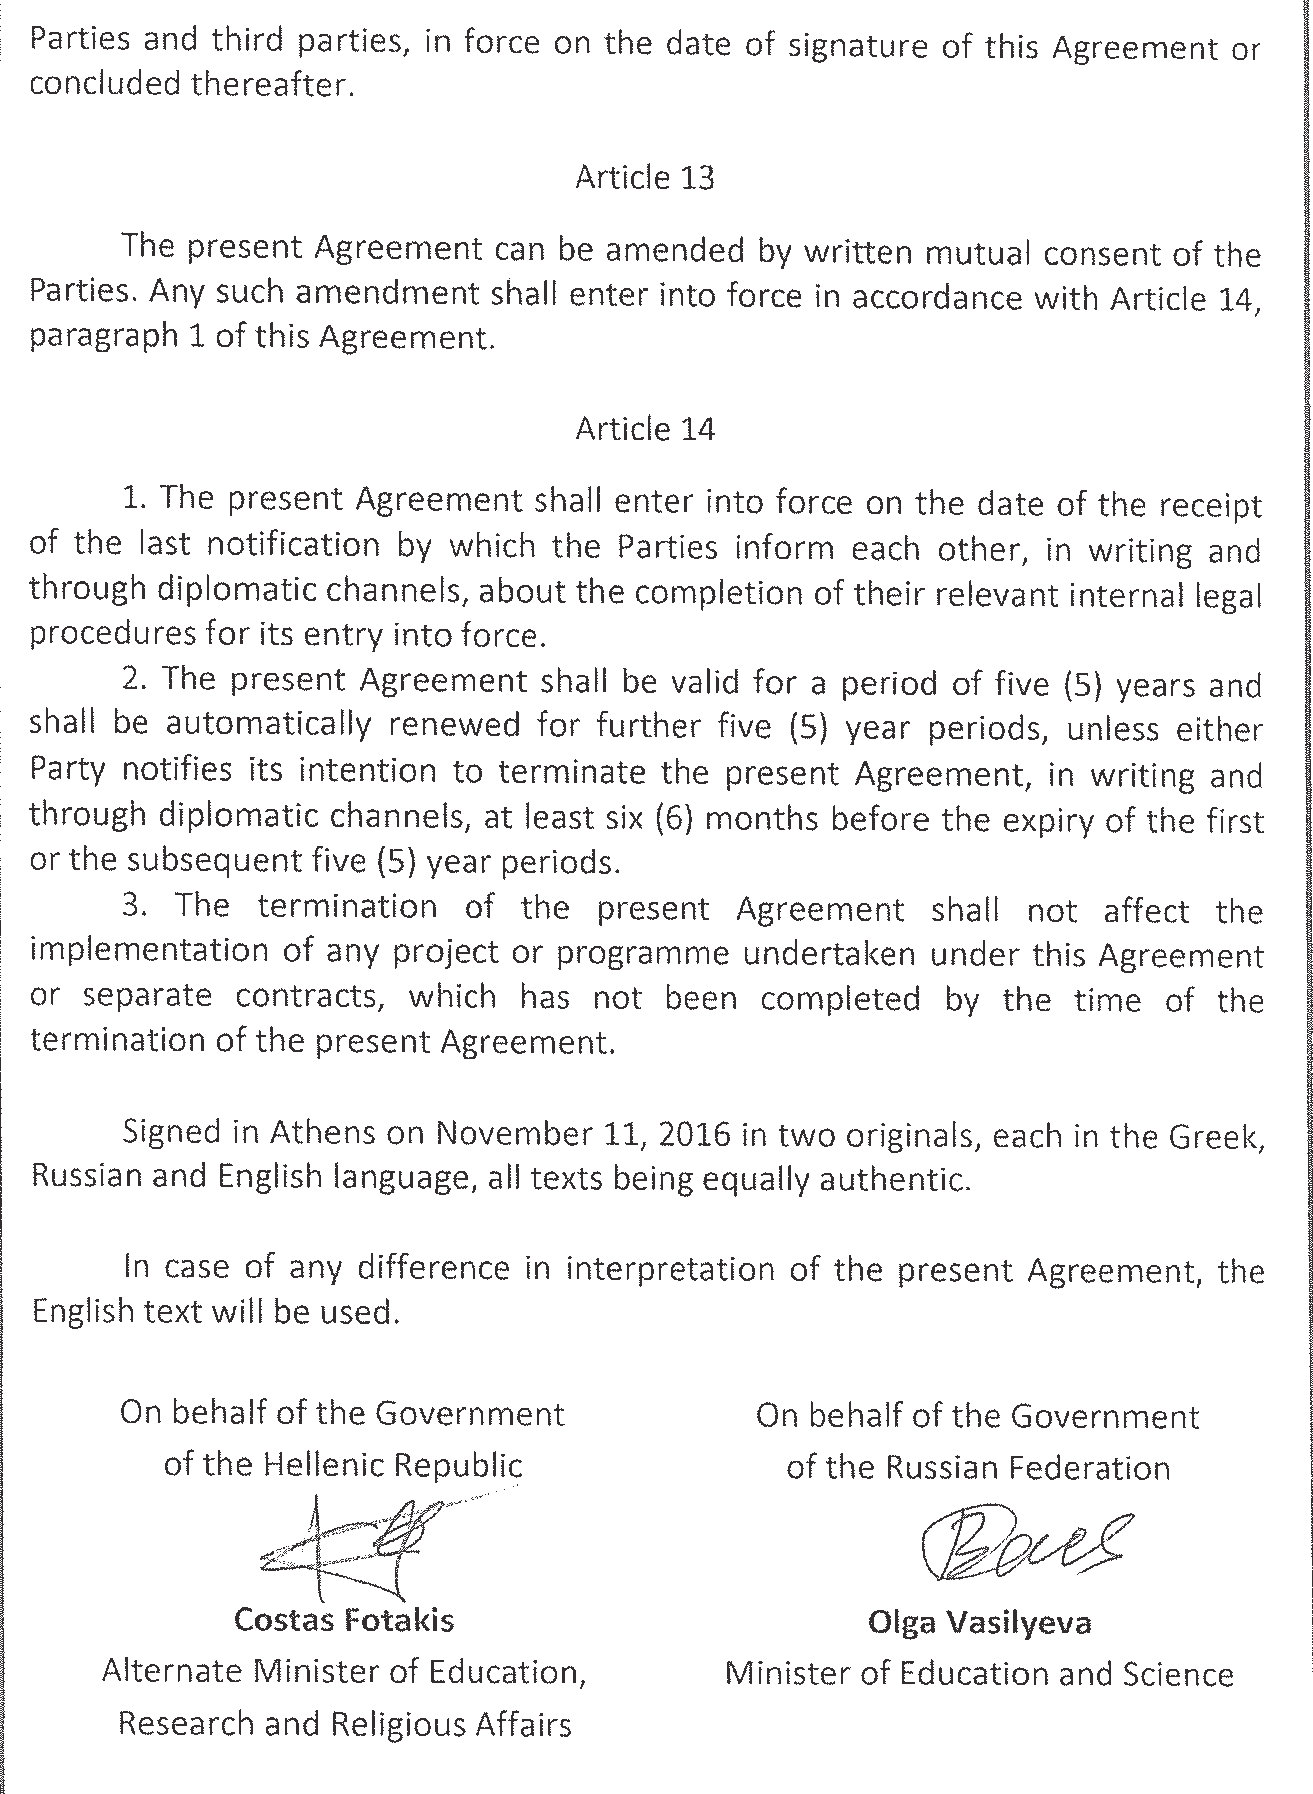 Parties and third parties, in force on the date of signature of this Agreement or
concluded thereafter.
Article 13
The present Agreement can be amended by written mutual consent of the
Parties. Any such amendment shall enter into force in accordance with Article 14,
paragraph 1 of this Agreement.
Article 14
1. The present Agreement shall enter into force on the date of the receipt
of the last notification by which the Parties inform each other, in writing and
through diplomatic channels, about the completion of their relevant internal legal
procedures for its entry into force.
2. The present Agreement shall be valid for a period of five (5) years and
shall be automatically renewed for further five (5) year periods, unless either
Party notifies its intention to terminate the present Agreement, in writing and
through diplomatic channels, at least six (6) months before the expiry of the first
or the subsequent five (5) year periods.
3. The termination of the present Agreement shall not affect the
implementation of any project or programme undertaken under this Agreement
or separate contracts, which has not been completed by the time of the
termination of the present Agreement.
Signed in Athens on November 11, 2016 in two originals, each in the Greek,
Russian and English language, all texts being equally authentic.
In case of any difference in interpretation of the present Agreement, the
English text will be used.
On behalf of the Government
of the Hellenic Republic
Costas Fotakis
Alternate Minister of Education,
Research and Religious Affairs
On behalf of the Government
of the Russian Federation
Olga Vasilyeva
Minister of Education and Science